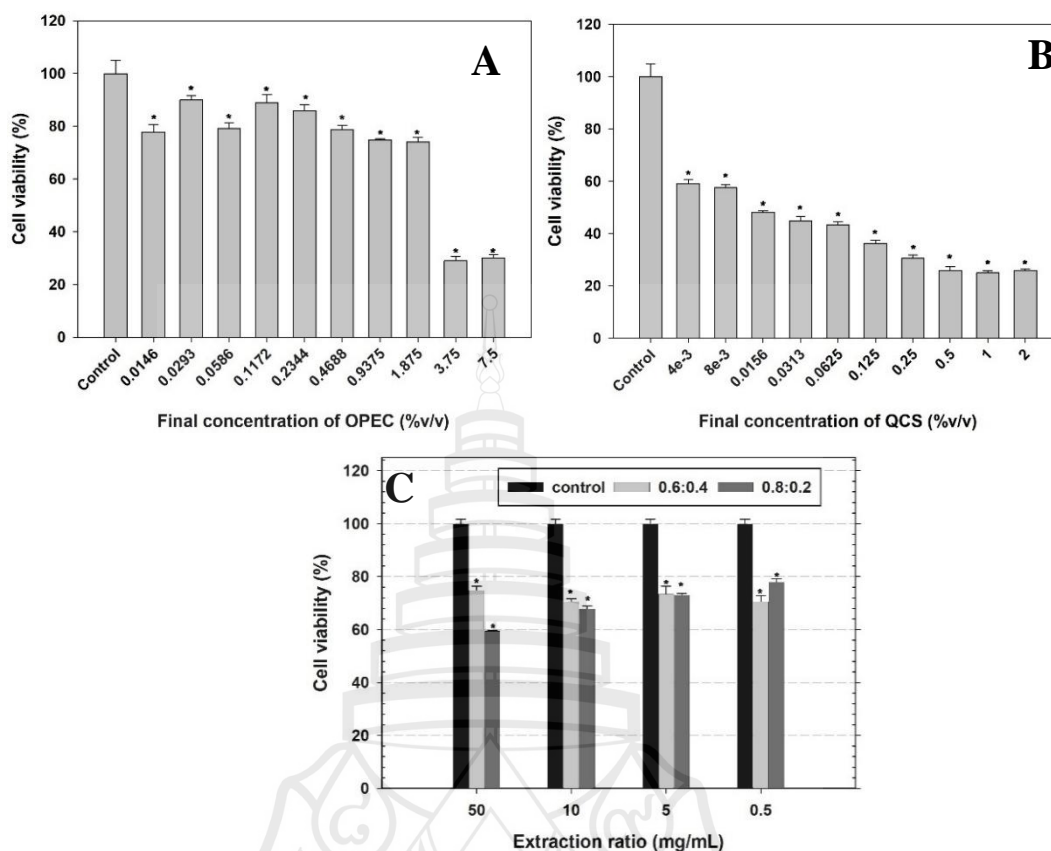 A
Cell viability (%)
120
100
80
60
40
20
0
* * * * * * * * * *
Control 0.0146 0.0293 0.0586 0.1172 0.2344 0.4688 0.9375 1.875 3.75 7.5
Final concentration of OPEC (%v/v)
B
Cell viability (%)
120
100
80
60
40
20
0
* * * * * * * * * *
Control 4e-3 8e-3 0.0156 0.0313 0.0625 0.125 0.25 0.5 1 2
Final concentration of QCS (%v/v)
C
control 0.6:0.4 0.8:0.2
Cell viability (%)
120
100
80
60
40
20
0
* * * * * * * *
50 10 5 0.5
Extraction ratio (mg/mL)